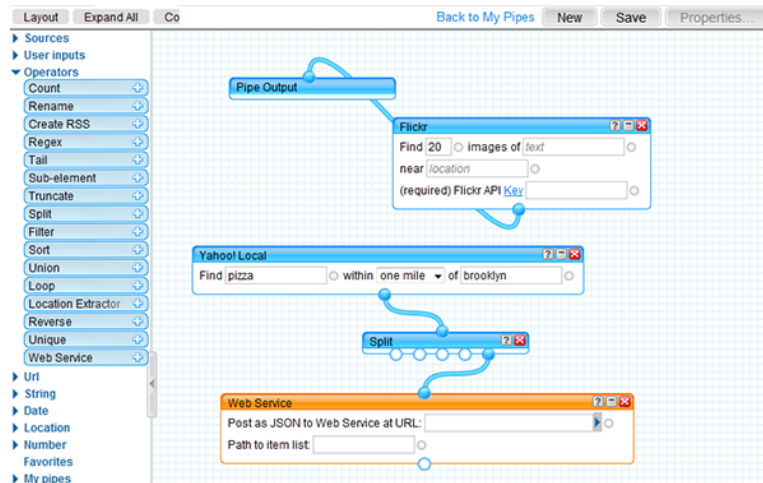 Layout Expand All Co Back to My Pipes New Save Properties...
Sources
User inputs
Operators
Count
Rename
Create RSS
Regex
Tail
Sub-element
Truncate
Split
Filter
Sort
Union
Loop
Location Extractor
Reverse
Unique
Web Service
Url
String
Date
Location
Number
Favorites
My pipes
Pipe Output
Flickr ?
Find 20 images of text
near location
(required) Flickr API Key
Yahoo! Local ?
Find pizza within one mile of brooklyn
Split ?
Web Service ?
Post as JSON to Web Service at URL:
Path to item list: